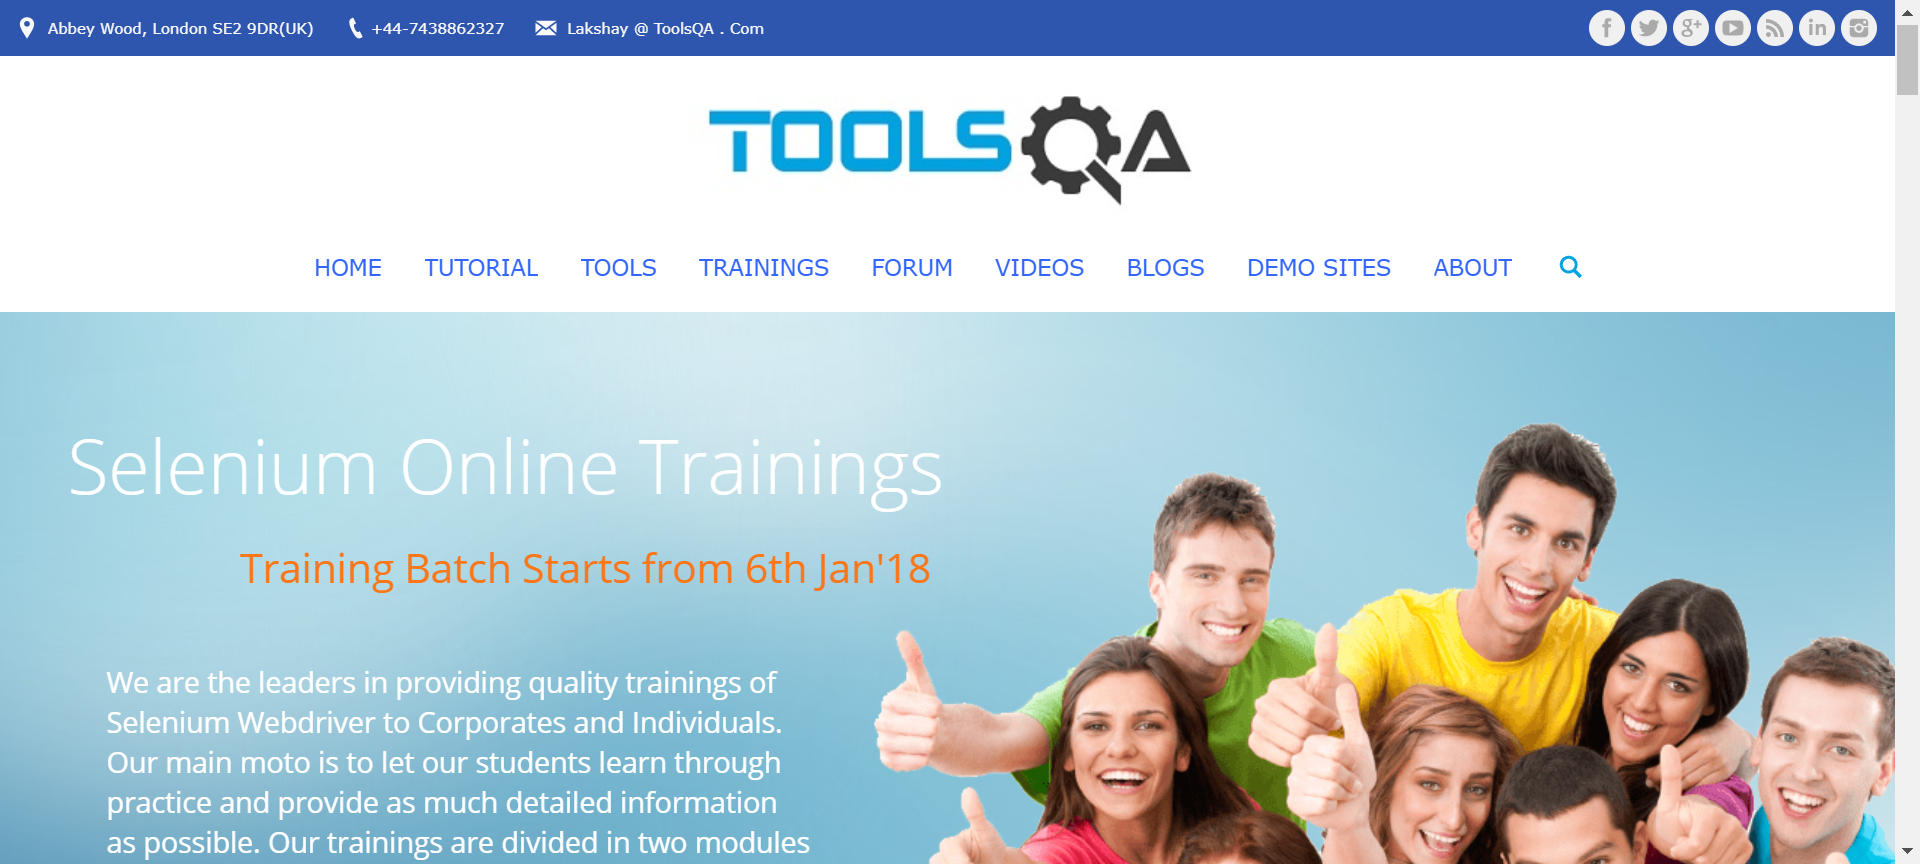 Abbey Wood, London SE2 9DR(UK) +44-7438862327 Lakshay @ ToolsQA . Com
TOOLSQA
HOME TUTORIAL TOOLS TRAININGS FORUM VIDEOS BLOGS DEMO SITES ABOUT
Selenium Online Trainings
Training Batch Starts from 6th Jan'18
We are the leaders in providing quality trainings of
Selenium Webdriver to Corporates and Individuals.
Our main moto is to let our students learn through
practice and provide as much detailed information
as possible. Our trainings are divided in two modules